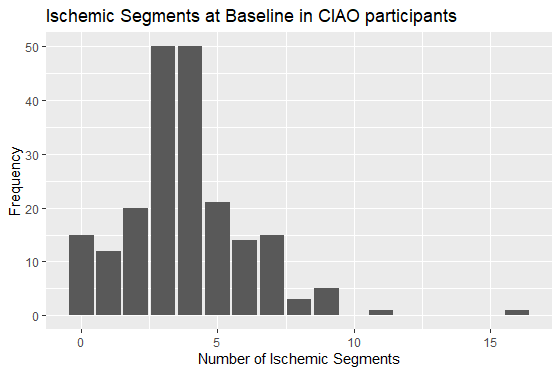 Ischemic Segments at Baseline in CIAO participants
50
40
30
20
10
0
Frequency
0 5 10 15
Number of Ischemic Segments